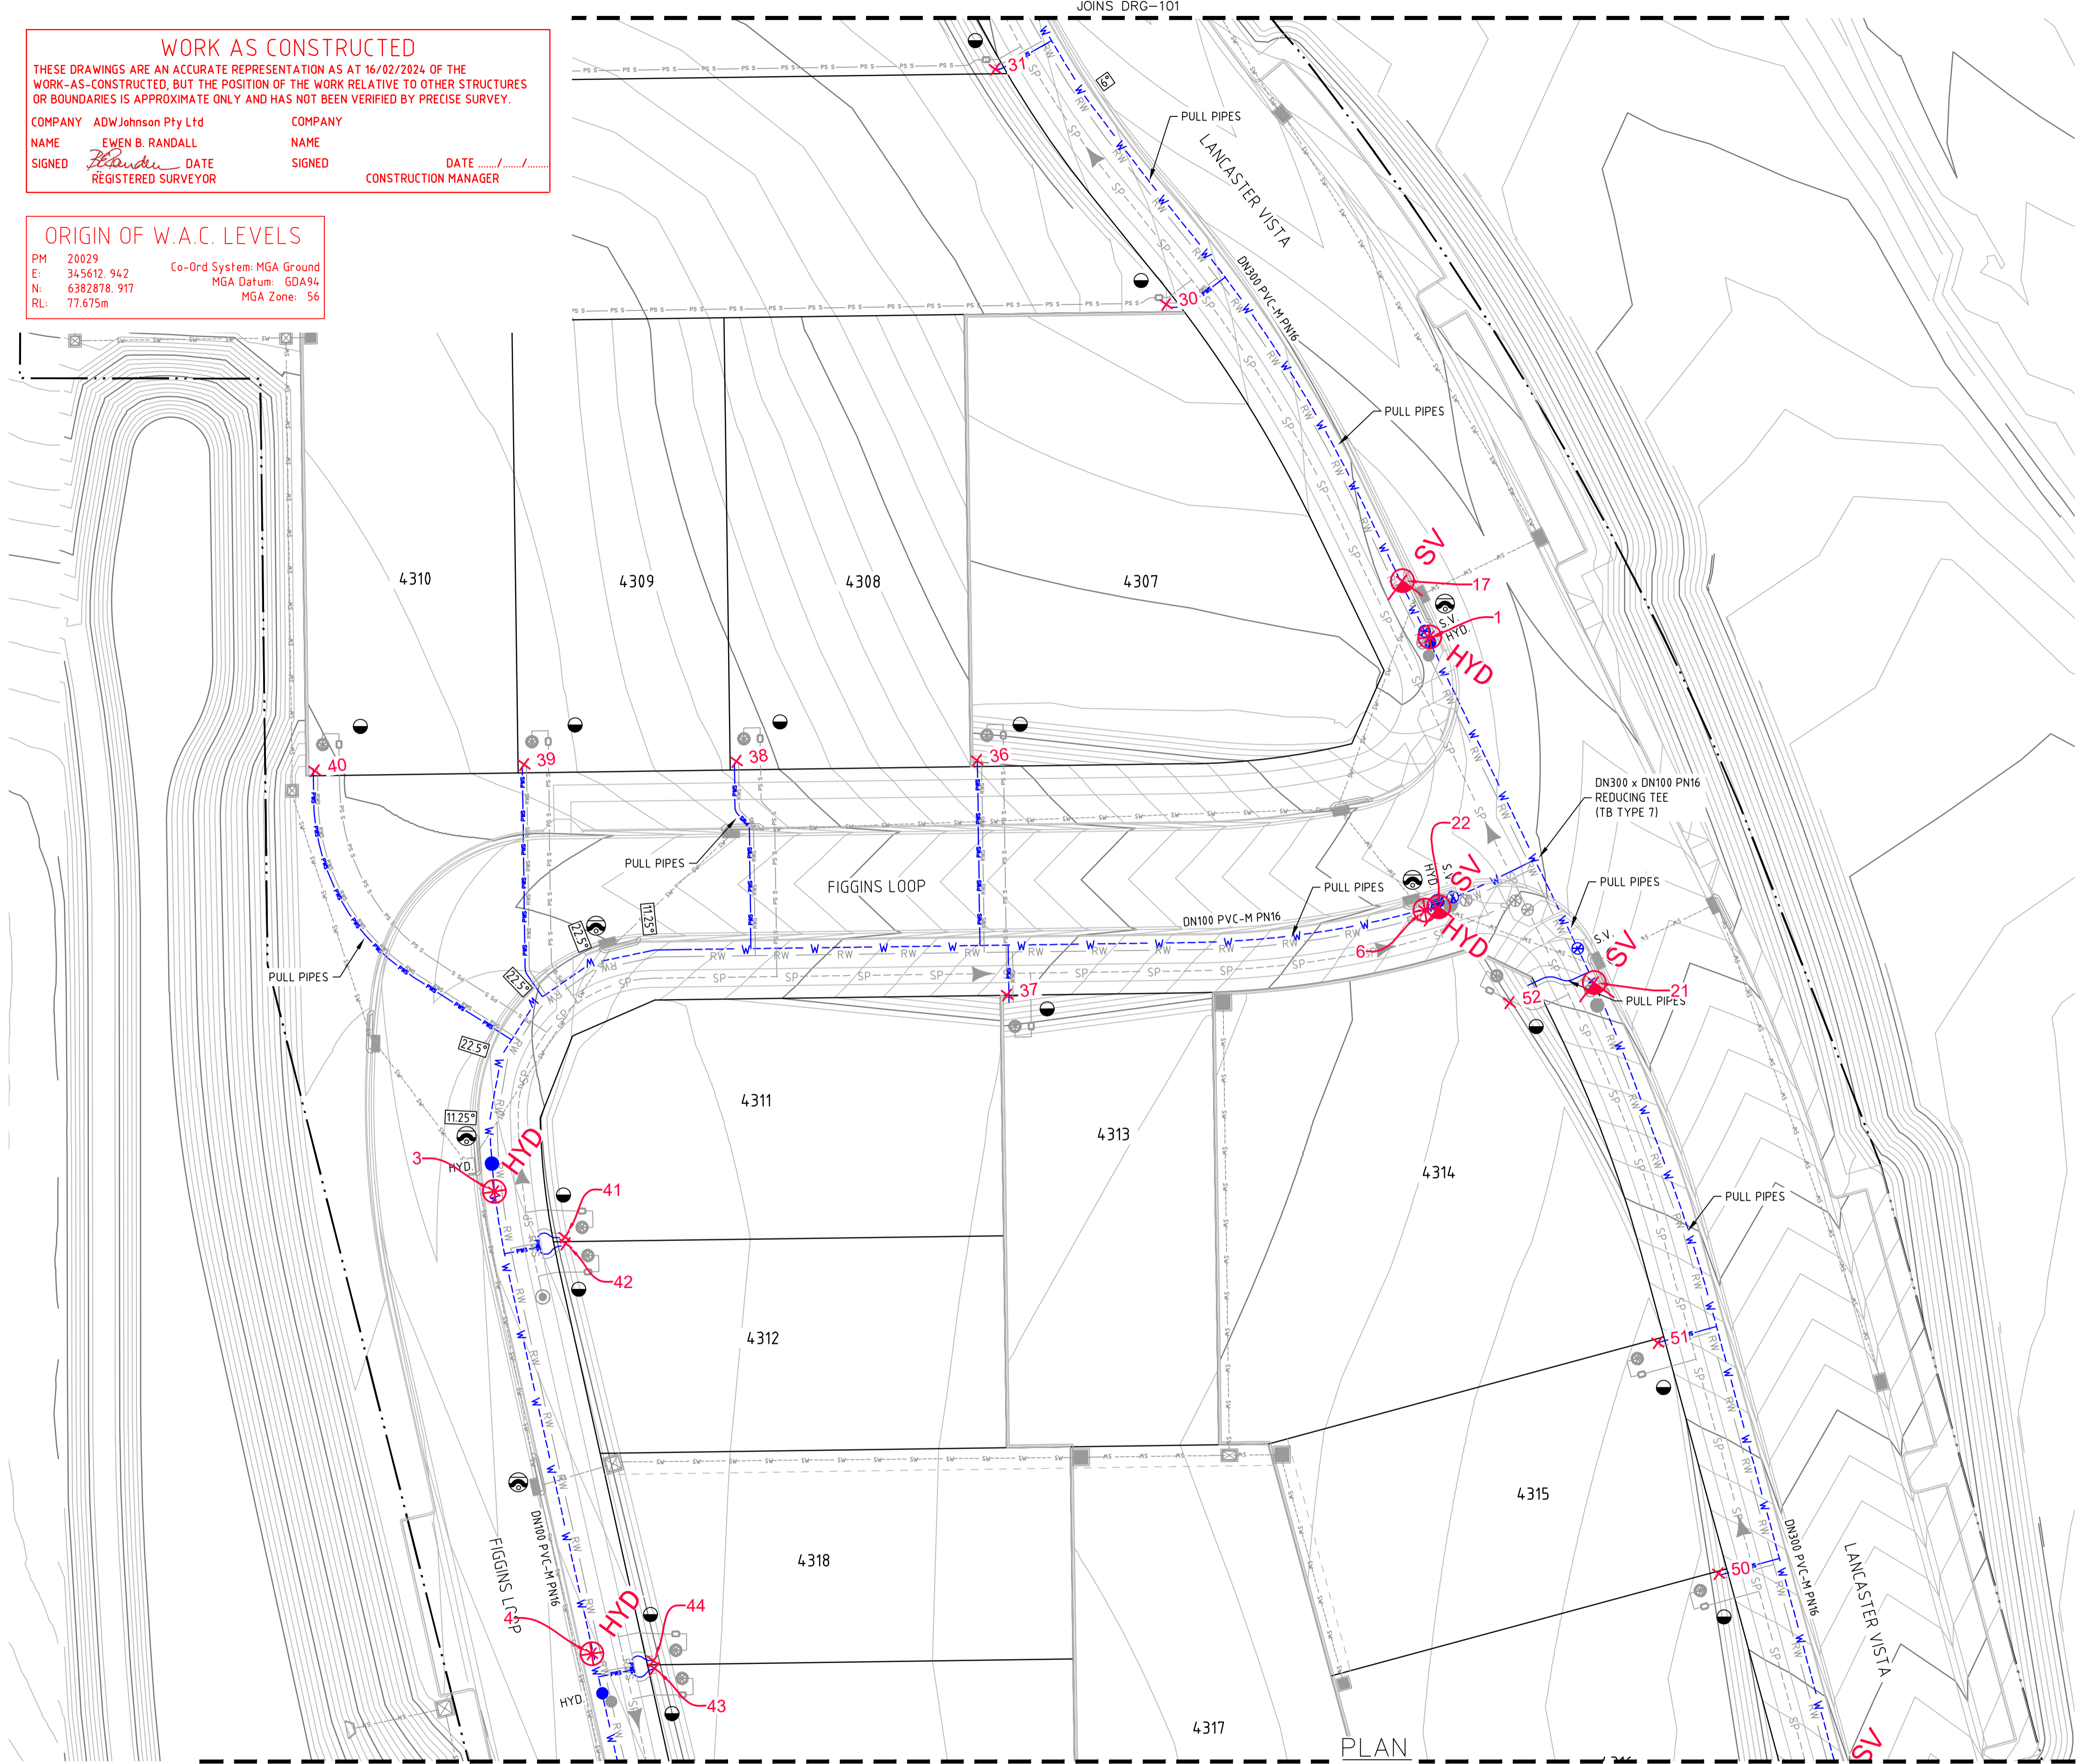 JOINS DRG-101
WORK AS CONSTRUCTED
THESE DRAWINGS ARE AN ACCURATE REPRESENTATION AS AT 16/02/2024 OF THE
WORK-AS-CONSTRUCTED, BUT THE POSITION OF THE WORK RELATIVE TO OTHER STRUCTURES
OR BOUNDARIES IS APPROXIMATE ONLY AND HAS NOT BEEN VERIFIED BY PRECISE SURVEY.
COMPANY ADWJohnson Pty Ltd COMPANY
NAME EWEN B. RANDALL NAME
SIGNED DATE SIGNED DATE ......./......./........
REGISTERED SURVEYOR CONSTRUCTION MANAGER
ORIGIN OF W.A.C. LEVELS
PM 20029
E: 345612. 942
N: 6382878. 917
RL: 77.675m
Co-Ord System: MGA Ground
MGA Datum: GDA94
MGA Zone: 56
31
6°
PULL PIPES
LANCASTER VISTA
30
DN300 PVC-M PN16
PULL PIPES
4310
4309
4308
4307
SV
17
1
S.V.
HYD.
HYD
40
39
38
36
DN300 x DN100 PN16
REDUCING TEE
(TB TYPE 7)
22
PULL PIPES
FIGGINS LOOP
HYD
S.V.
SV
PULL PIPES
PULL PIPES
DN100 PVC-M PN16
11.25°
22.5°
HYD
6
S.V.
SV
PULL PIPES
22.5°
37
52
21
PULL PIPES
22.5°
4311
11.25°
4313
3
HYD.
HYD
4314
41
PULL PIPES
42
4312
51
4315
DN100 PVC-M PN16
FIGGINS LOOP
4318
50
DN300 PVC-M PN16
LANCASTER VISTA
4
HYD
44
43
HYD.
4317
PLAN
SV